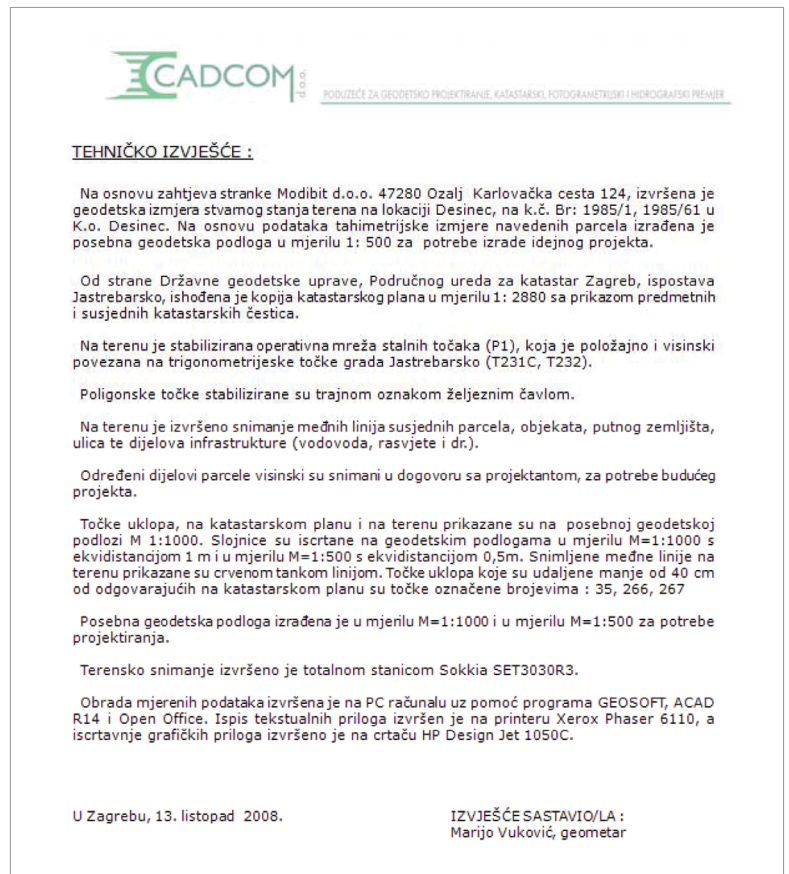 CADCOM d.o.o.
PODUZEĆE ZA GEODETSKO PROJEKTIRANJE, KATASTARSKI, FOTOGRAMETRIJSKI I HIDROGRAFSKI PREMJER
TEHNIČKO IZVJEŠĆE :
Na osnovu zahtjeva stranke Modibit d.o.o. 47280 Ozalj Karlovačka cesta 124, izvršena je
geodetska izmjera stvarnog stanja terena na lokaciji Desinec, na k.č. Br: 1985/1, 1985/61 u
K.o. Desinec. Na osnovu podataka tahimetrijske izmjere navedenih parcela izrađena je
posebna geodetska podloga u mjerilu 1: 500 za potrebe izrade idejnog projekta.
Od strane Državne geodetske uprave, Područnog ureda za katastar Zagreb, ispostava
Jastrebarsko, ishođena je kopija katastarskog plana u mjerilu 1: 2880 sa prikazom predmetnih
i susjednih katastarskih čestica.
Na terenu je stabilizirana operativna mreža stalnih točaka (P1), koja je položajno i visinski
povezana na trigonometrijeske točke grada Jastrebarsko (T231C, T232).
Poligonske točke stabilizirane su trajnom oznakom željeznim čavlom.
Na terenu je izvršeno snimanje međnih linija susjednih parcela, objekata, putnog zemljišta,
ulica te dijelova infrastrukture (vodovoda, rasvjete i dr.).
Određeni dijelovi parcele visinski su snimani u dogovoru sa projektantom, za potrebe budućeg
projekta.
Točke uklopa, na katastarskom planu i na terenu prikazane su na posebnoj geodetskoj
podlozi M 1:1000. Slojnice su iscrtane na geodetskim podlogama u mjerilu M=1:1000 s
ekvidistancijom 1 m i u mjerilu M=1:500 s ekvidistancijom 0,5m. Snimljene međne linije na
terenu prikazane su crvenom tankom linijom. Točke uklopa koje su udaljene manje od 40 cm
od odgovarajućih na katastarskom planu su točke označene brojevima : 35, 266, 267
Posebna geodetska podloga izrađena je u mjerilu M=1:1000 i u mjerilu M=1:500 za potrebe
projektiranja.
Terensko snimanje izvršeno je totalnom stanicom Sokkia SET3030R3.
Obrada mjerenih podataka izvršena je na PC računalu uz pomoć programa GEOSOFT, ACAD
R14 i Open Office. Ispis tekstualnih priloga izvršen je na printeru Xerox Phaser 6110, a
iscrtavnje grafičkih priloga izvršeno je na crtaču HP Design Jet 1050C.
U Zagrebu, 13. listopad 2008.
IZVJEŠĆE SASTAVIO/LA :
Marijo Vuković, geometar